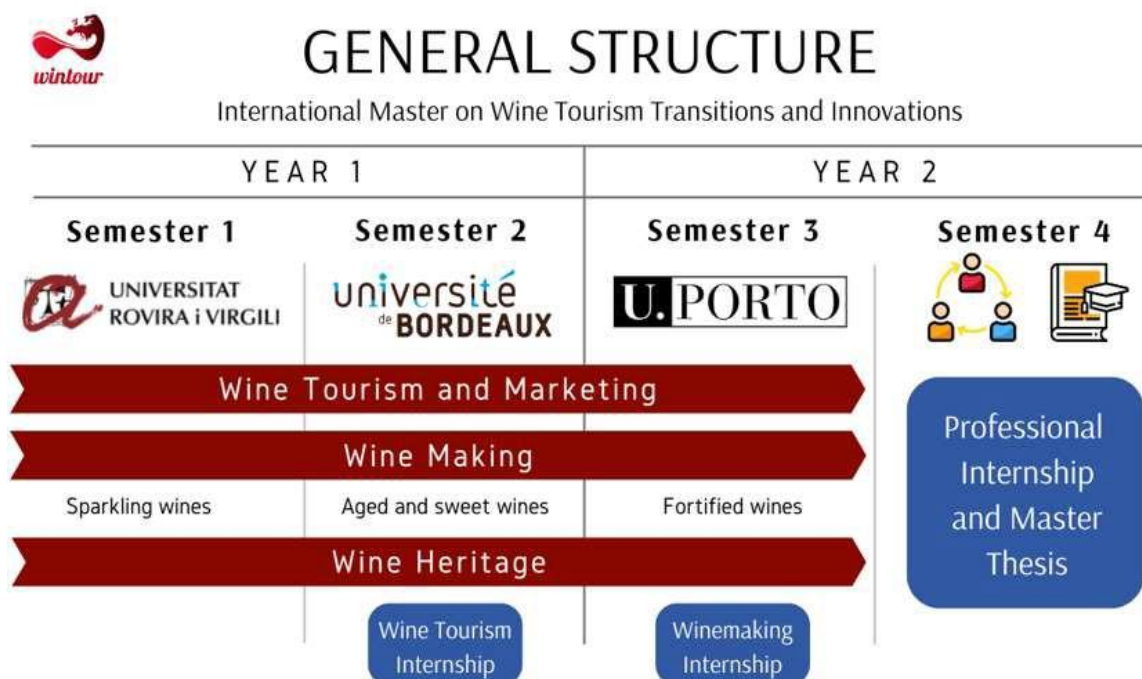 wintour
GENERAL STRUCTURE
International Master on Wine Tourism Transitions and Innovations
YEAR 1
YEAR 2
Semester 1
Semester 2
Semester 3
Semester 4
UNIVERSITAT
ROVIRA i VIRGILI
université
de BORDEAUX
U. PORTO
Wine Tourism and Marketing
Wine Making
Sparkling wines
Aged and sweet wines
Fortified wines
Wine Heritage
Professional
Internship
and Master
Thesis
Wine Tourism
Internship
Winemaking
Internship